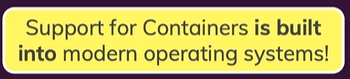 Support for Containers is built
into modern operating systems!